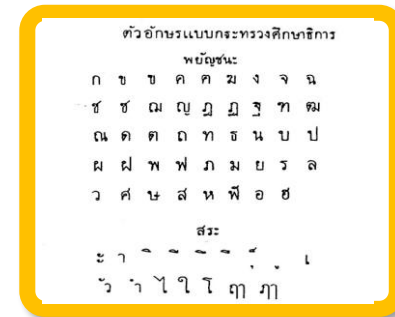 ตัวอักษรแบบกระทรวงศึกษาธิการ
พยัญชนะ
ก ข ฃ ค ฅ ฆ ง จ ฉ
ช ซ ฌ ญ ฎ ฏ ฐ ฑ ฒ
ณ ด ต ถ ท ธ น บ ป
ผ ฝ พ ฟ ภ ม ย ร ล
ว ศ ษ ส ห ฬ อ ฮ
สระ
ะ า ิ ี ึ ื ุ ู เ
ั ว ำ ไ ใ โ ฤๅ ฦๅ